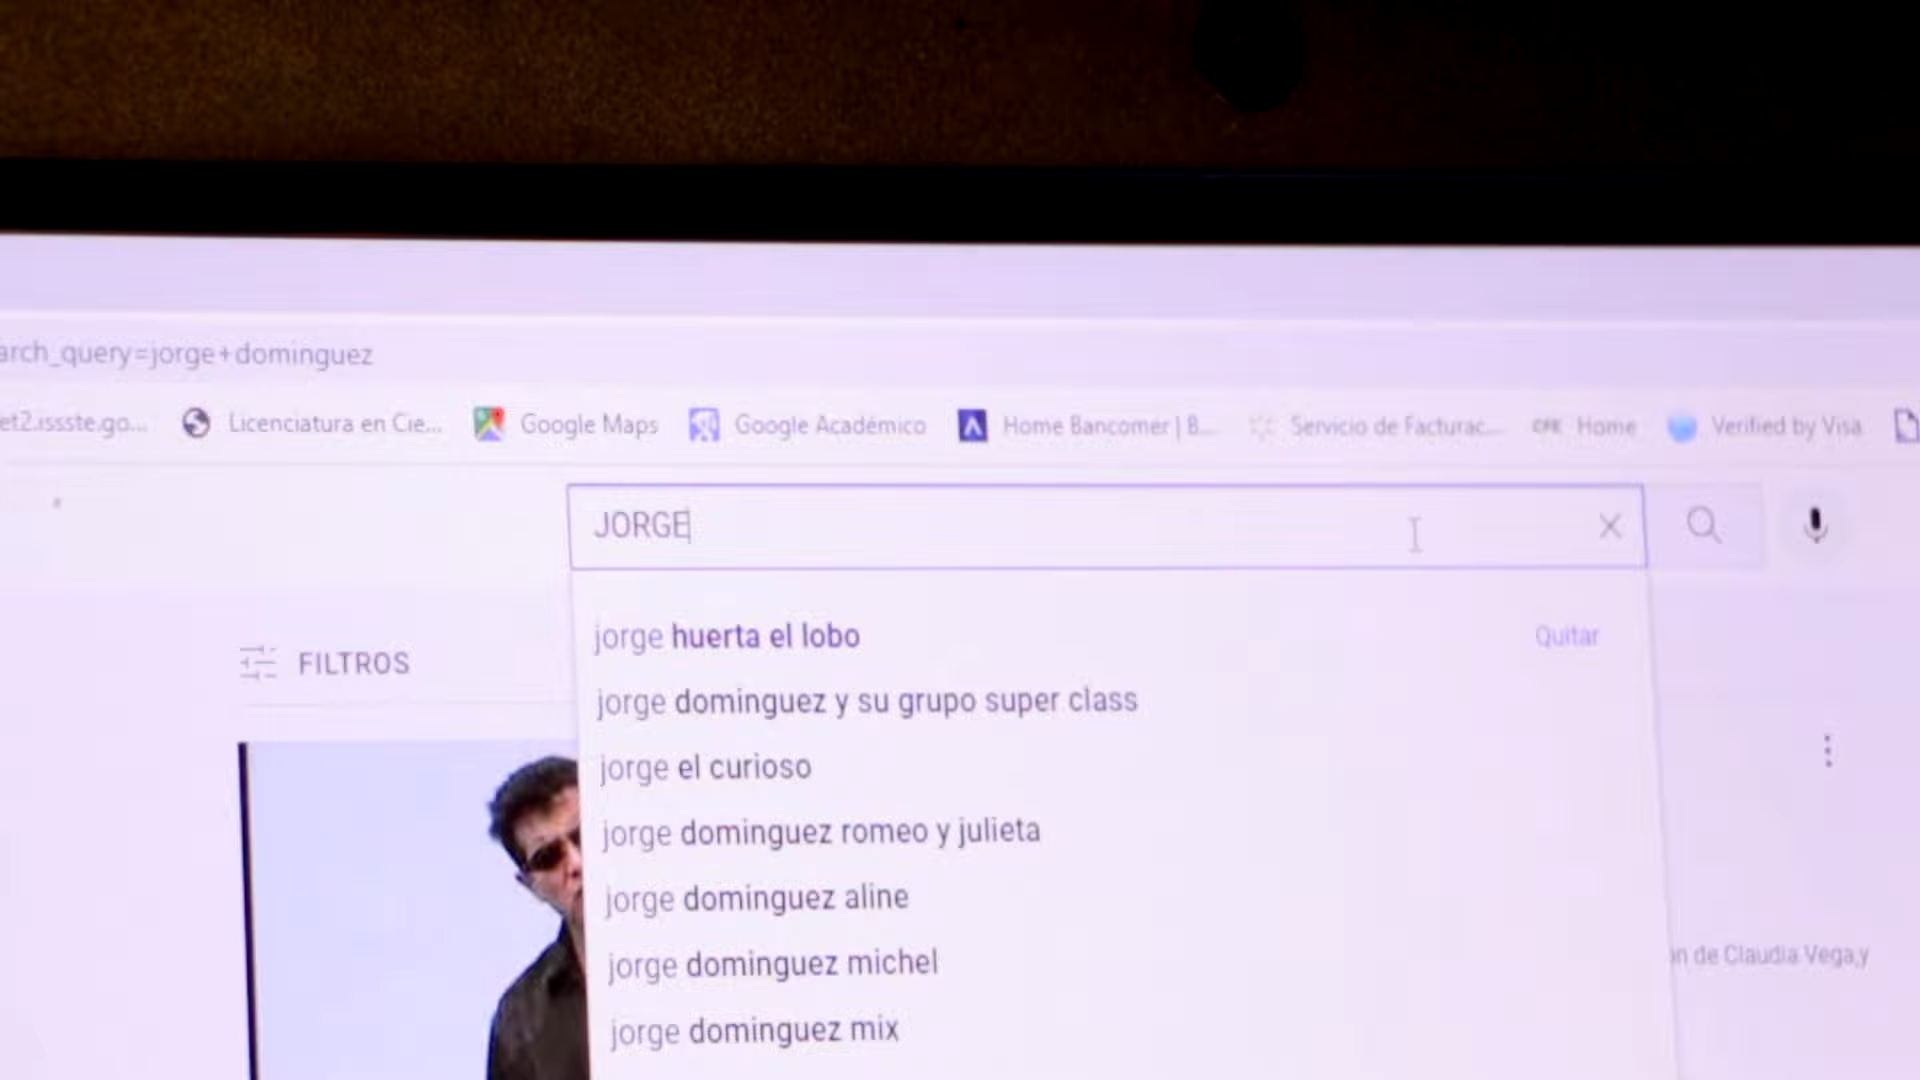 arch_query=jorge+dominguez
et2.issste.go... Licenciatura en Cie... Google Maps Google Académico Home Bancomer | B... Servicio de Facturac... CFE Home Verified by Visa
JORGE
FILTROS
jorge huerta el lobo Quitar
jorge dominguez y su grupo super class
jorge el curioso
jorge dominguez romeo y julieta
jorge dominguez aline
jorge dominguez michel
de Claudia Vega,y
jorge dominguez mix